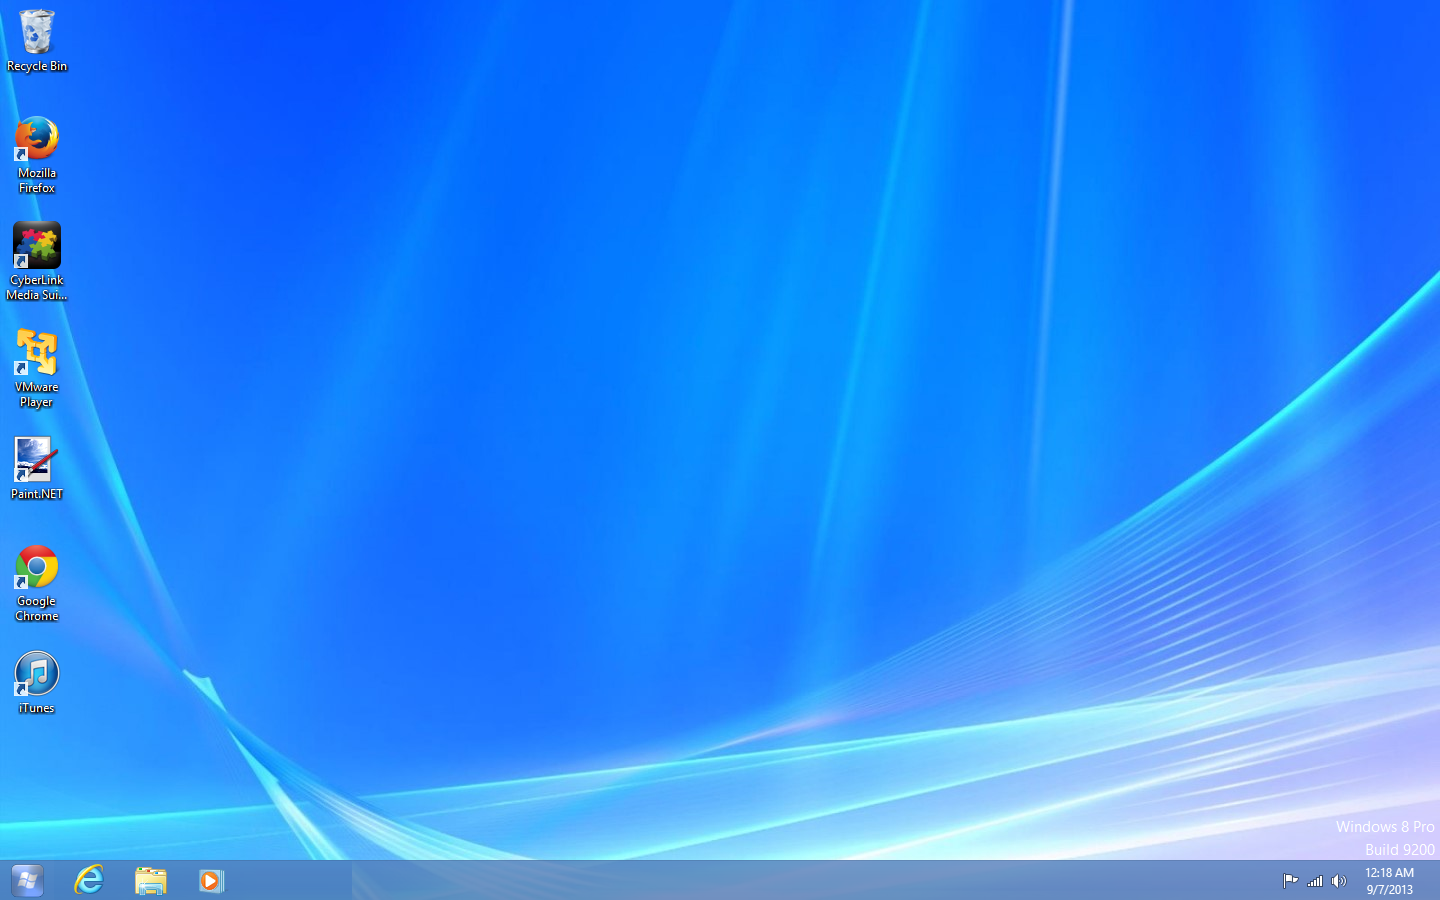 Recycle Bin
Mozilla
Firefox
CyberLink
Media Sui...
VMware
Player
Paint.NET
Google
Chrome
iTunes
Windows 8 Pro
Build 9200
12:18 AM
9/7/2013